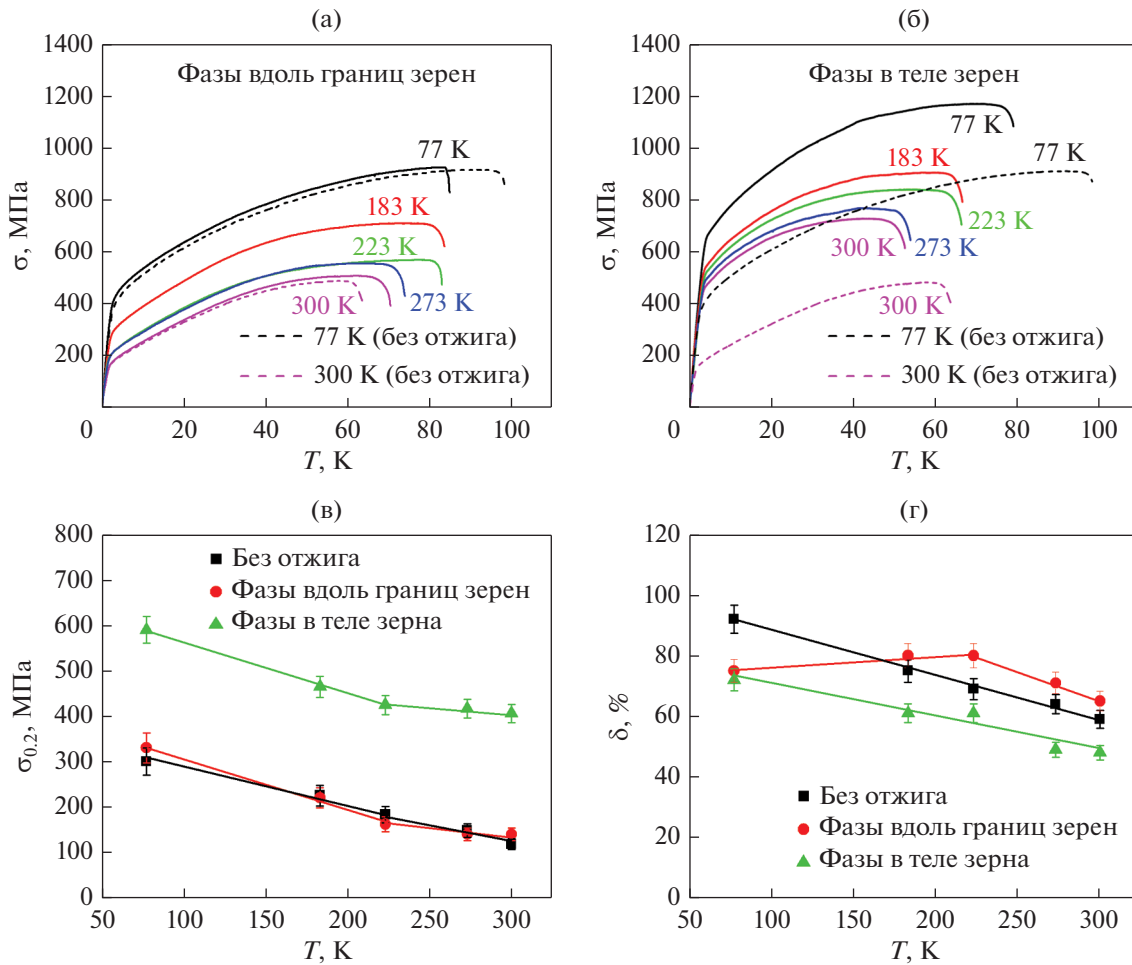 (а)
1400
1200
1000
800
600
400
200
0
20
40
60
80
100
σ, МПа
T, K
Фазы вдоль границ зерен
77 K
183 K
223 K
273 K
300 K
77 K (без отжига)
300 K (без отжига)
(б)
1400
1200
1000
800
600
400
200
0
20
40
60
80
100
σ, МПа
T, K
Фазы в теле зерен
77 K
77 K
183 K
223 K
273 K
300 K
300 K
77 K (без отжига)
300 K (без отжига)
(в)
800
700
600
500
400
300
200
100
0
50
100
150
200
250
300
σ0.2, МПа
T, K
Без отжига
Фазы вдоль границ зерен
Фазы в теле зерна
(г)
120
100
80
60
40
20
0
50
100
150
200
250
300
δ, %
T, K
Без отжига
Фазы вдоль границ зерен
Фазы в теле зерна